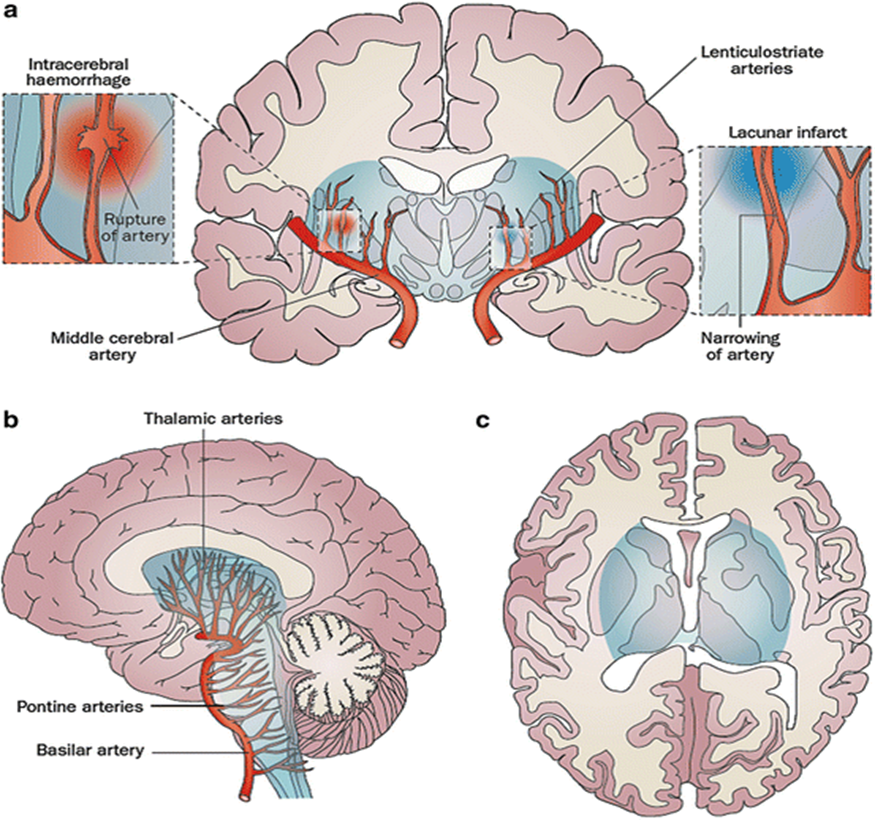 a
Intracerebral
haemorrhage
Rupture
of artery
Middle cerebral
artery
Lenticulostriate
arteries
Lacunar infarct
Narrowing
of artery
b
Thalamic arteries
Pontine arteries
Basilar artery
c